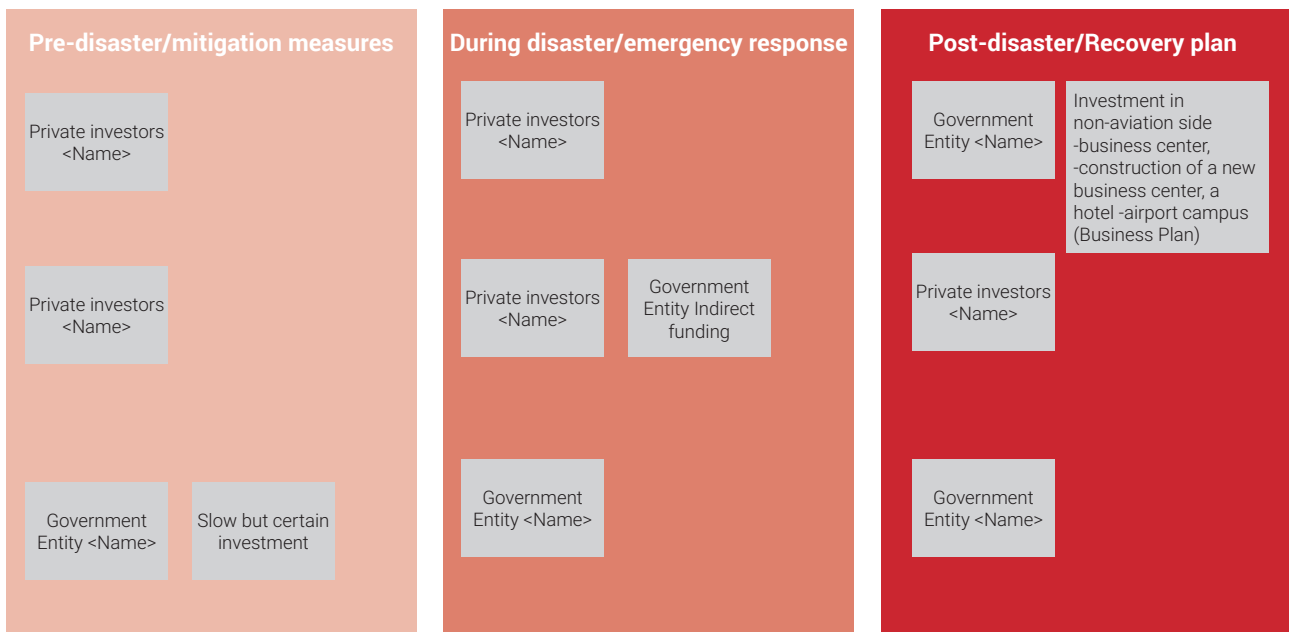 Pre-disaster/mitigation measures
Private investors
<Name>
Private investors
<Name>
Government
Entity <Name>
Slow but certain
investment
During disaster/emergency response
Private investors
<Name>
Private investors
<Name>
Government
Entity Indirect
funding
Government
Entity <Name>
Post-disaster/Recovery plan
Government
Entity <Name>
Investment in
non-aviation side
-business center,
-construction of a new
business center, a
hotel -airport campus
(Business Plan)
Private investors
<Name>
Government
Entity <Name>